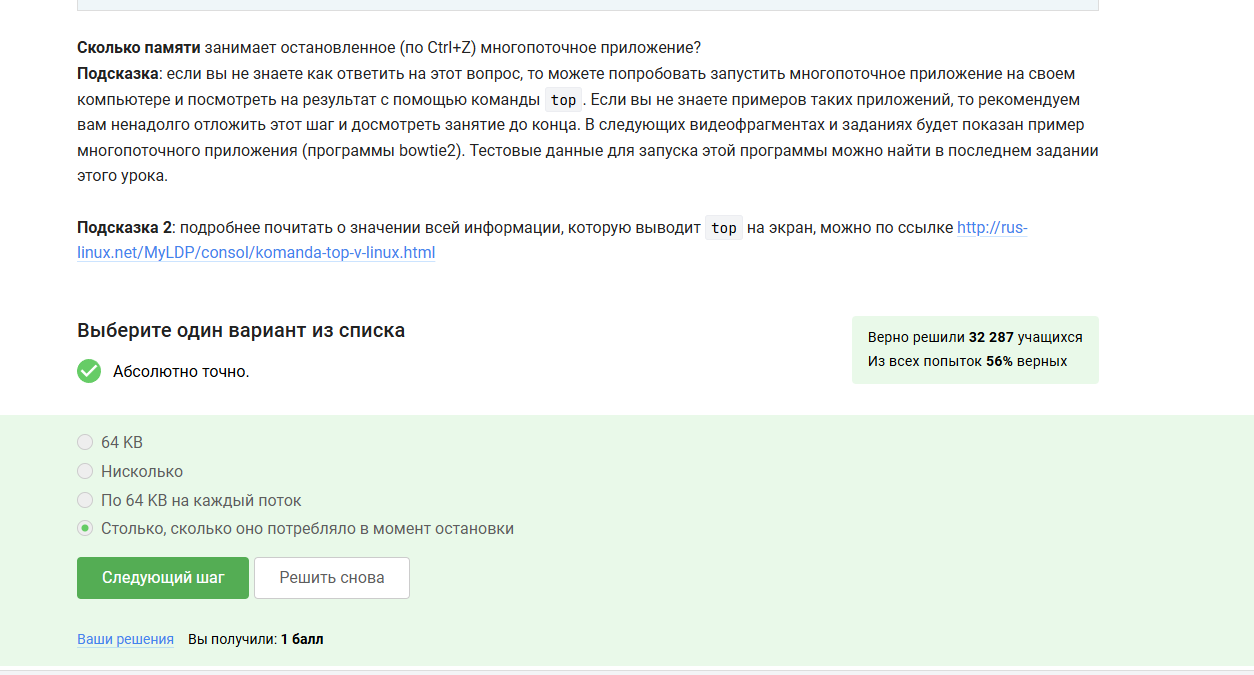 Сколько памяти занимает остановленное (по Ctrl+Z) многопоточное приложение?
Подсказка: если вы не знаете как ответить на этот вопрос, то можете попробовать запустить многопоточное приложение на своем
компьютере и посмотреть на результат с помощью команды top. Если вы не знаете примеров таких приложений, то рекомендуем
вам ненадолго отложить этот шаг и досмотреть занятие до конца. В следующих видеофрагментах и заданиях будет показан пример
многопоточного приложения (программы bowtie2). Тестовые данные для запуска этой программы можно найти в последнем задании
этого урока.
Подсказка 2: подробнее почитать о значении всей информации, которую выводит top на экран, можно по ссылке http://rus-
linux.net/MyLDP/consol/komanda-top-v-linux.html
Выберите один вариант из списка
Верно решили 32 287 учащихся
Из всех попыток 56% верных
Абсолютно точно.
64 KB
Нисколько
По 64 KB на каждый поток
Столько, сколько оно потребляло в момент остановки
Следующий шаг
Решить снова
Ваши решения Вы получили: 1 балл